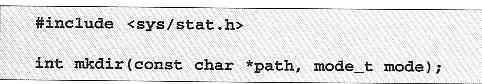 #include <sys/stat.h>
int mkdir(const char *path, mode_t mode);